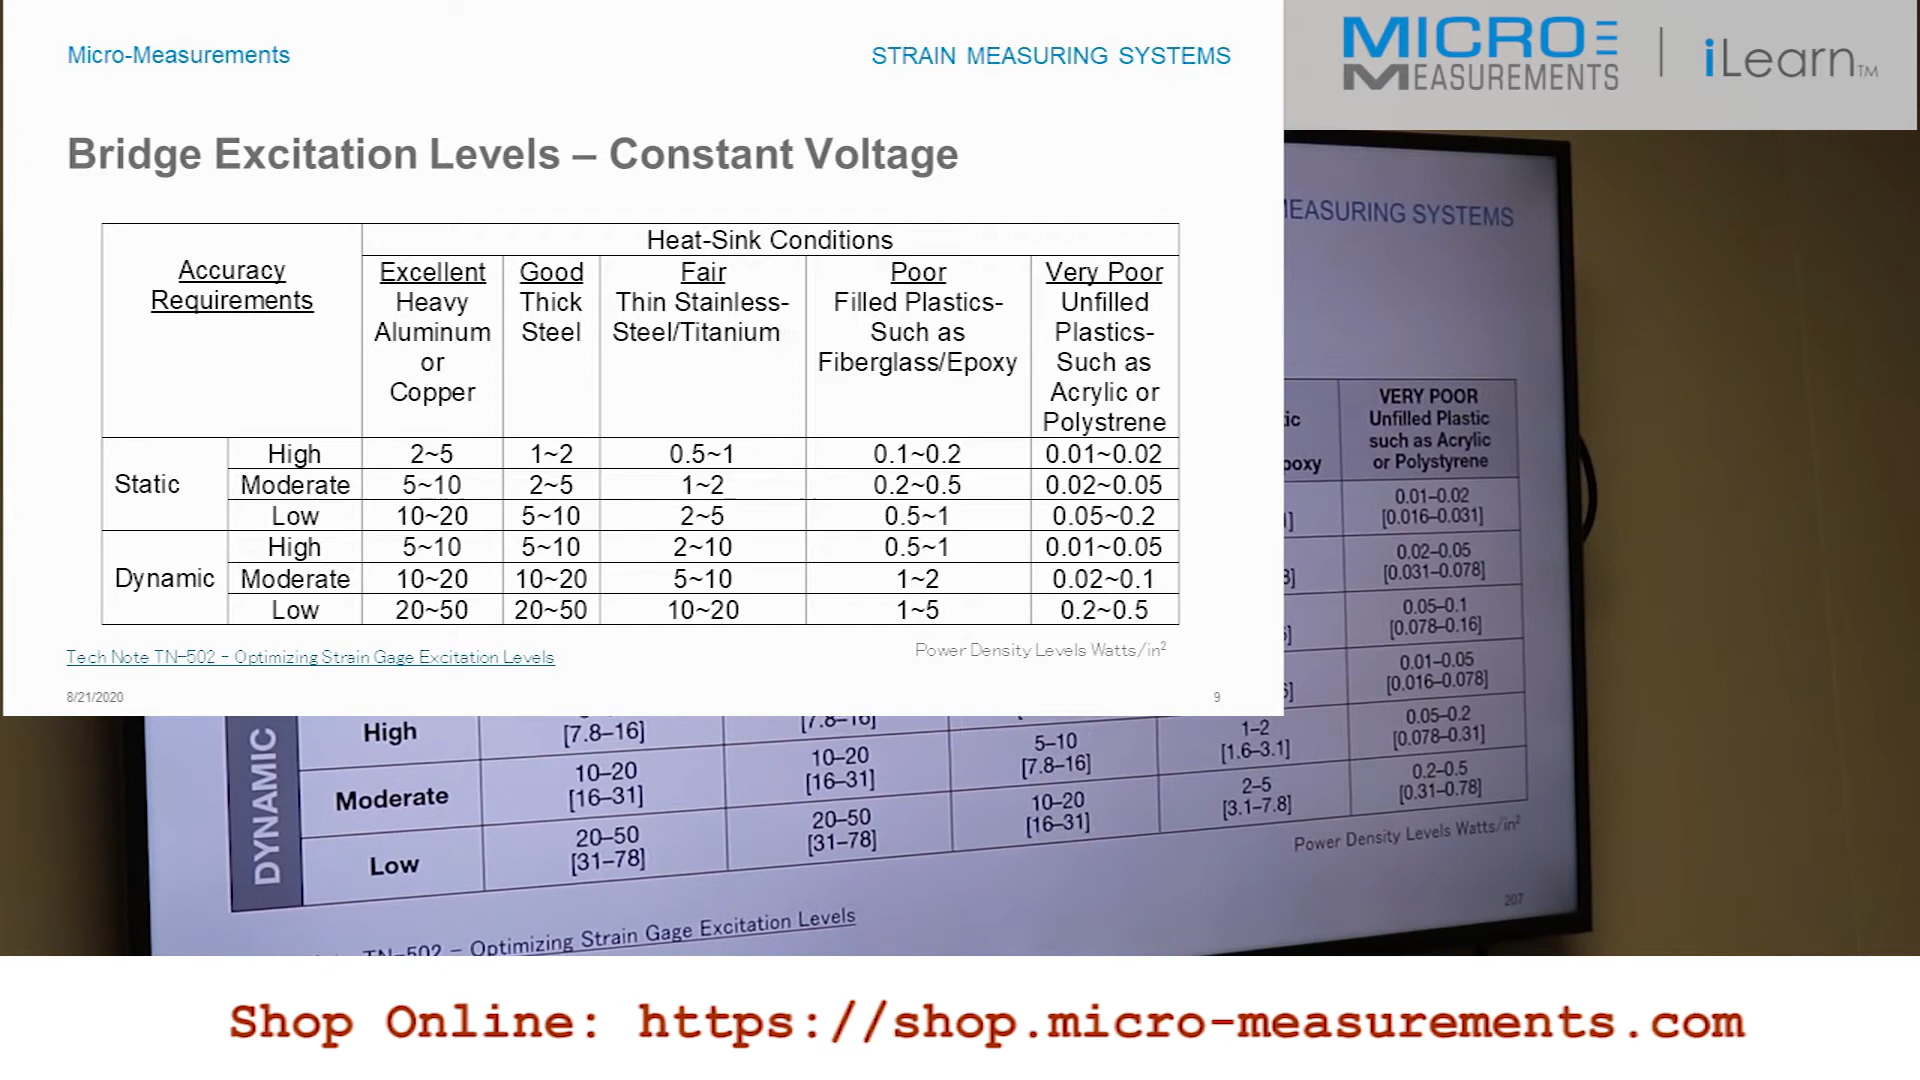 Micro-Measurements
STRAIN MEASURING SYSTEMS
MICRO
MEASUREMENTS
iLearn™
Bridge Excitation Levels – Constant Voltage
Heat-Sink Conditions
Accuracy
Requirements
Excellent
Heavy
Aluminum
or
Copper
Good
Thick
Steel
Fair
Thin Stainless-
Steel/Titanium
Poor
Filled Plastics-
Such as
Fiberglass/Epoxy
Very Poor
Unfilled
Plastics-
Such as
Acrylic or
Polystrene
Static
High 2~5 1~2 0.5~1 0.1~0.2 0.01~0.02
Moderate 5~10 2~5 1~2 0.2~0.5 0.02~0.05
Low 10~20 5~10 2~5 0.5~1 0.05~0.2
Dynamic
High 5~10 5~10 2~10 0.5~1 0.01~0.05
Moderate 10~20 10~20 5~10 1~2 0.02~0.1
Low 20~50 20~50 10~20 1~5 0.2~0.5
Tech Note TN-502 - Optimizing Strain Gage Excitation Levels
Power Density Levels Watts/in²
8/21/2020
9
MEASURING SYSTEMS
VERY POOR
Unfilled Plastic
such as Acrylic
or Polystyrene
0.01–0.02
[0.016–0.031]
0.02–0.05
[0.031–0.078]
0.05–0.1
[0.078–0.16]
0.01–0.05
[0.016–0.078]
DYNAMIC
High
[7.8–16]
[7.8–16]
5–10
[7.8–16]
1–2
[1.6–3.1]
0.05–0.2
[0.078–0.31]
Moderate
10–20
[16–31]
10–20
[16–31]
10–20
[16–31]
2–5
[3.1–7.8]
0.2–0.5
[0.31–0.78]
Low
20–50
[31–78]
20–50
[31–78]
Power Density Levels Watts/in²
207
TN-502 - Optimizing Strain Gage Excitation Levels
Shop Online: https://shop.micro-measurements.com